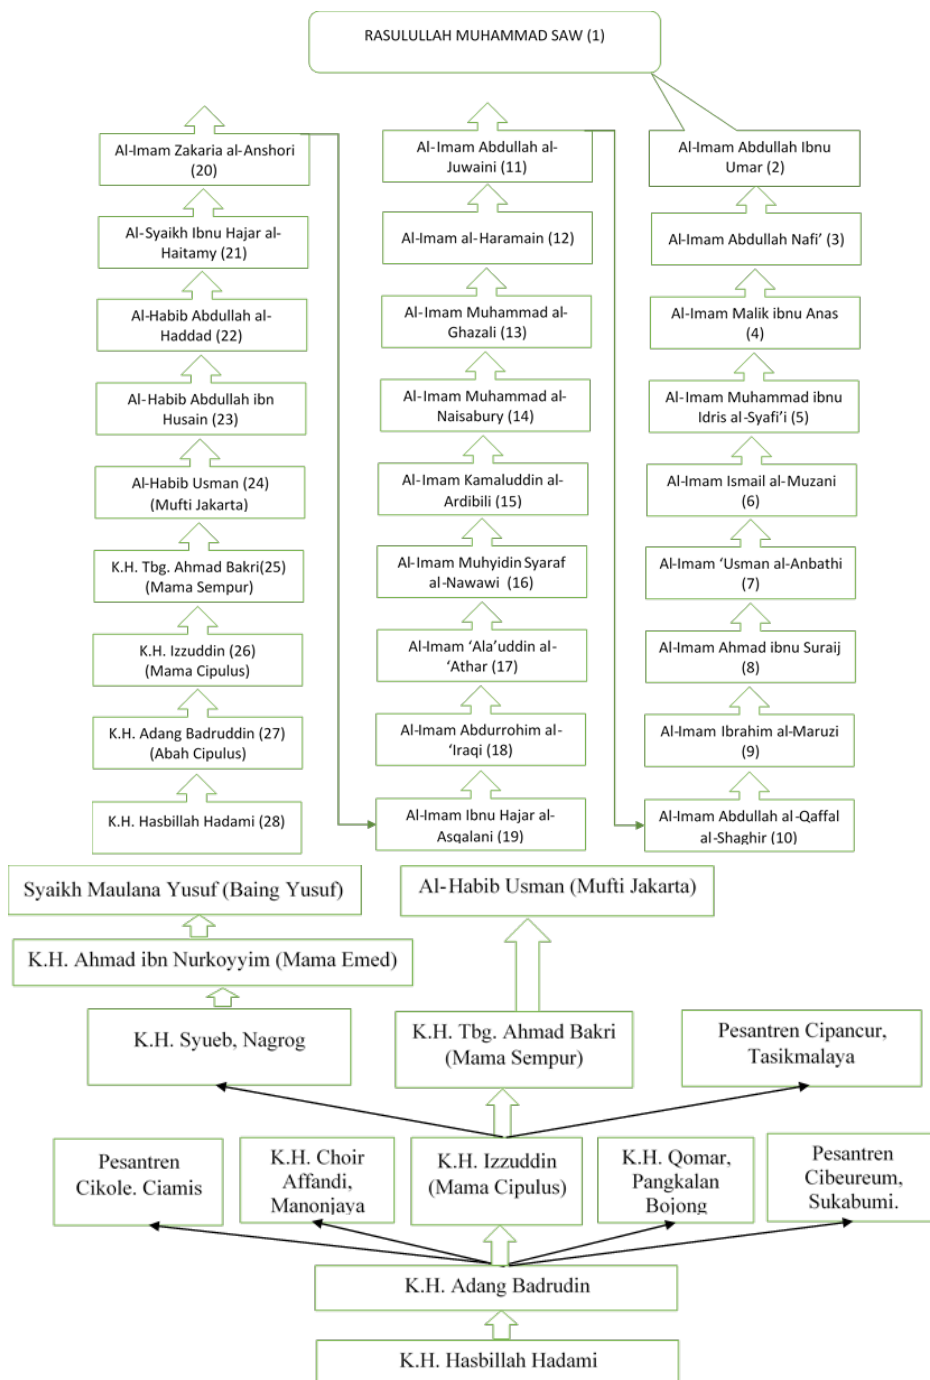 RASULULLAH MUHAMMAD SAW (1)
Al-Imam Zakaria al-Anshori
(20)
Al-Syaikh Ibnu Hajar al-
Haitamy (21)
Al-Habib Abdullah al-
Haddad (22)
Al-Habib Abdullah ibn
Husain (23)
Al-Habib Usman (24)
(Mufti Jakarta)
K.H. Tbg. Ahmad Bakri(25)
(Mama Sempur)
K.H. Izzuddin (26)
(Mama Cipulus)
K.H. Adang Badruddin (27)
(Abah Cipulus)
K.H. Hasbillah Hadami (28)
Al-Imam Abdullah al-
Juwaini (11)
Al-Imam al-Haramain (12)
Al-Imam Muhammad al-
Ghazali (13)
Al-Imam Muhammad al-
Naisabury (14)
Al-Imam Kamaluddin al-
Ardibili (15)
Al-Imam Muhyidin Syaraf
al-Nawawi (16)
Al-Imam ‘Ala’uddin al-
‘Athar (17)
Al-Imam Abdurrohim al-
‘Iraqi (18)
Al-Imam Ibnu Hajar al-
Asqalani (19)
Al-Imam Abdullah Ibnu
Umar (2)
Al-Imam Abdullah Nafi’ (3)
Al-Imam Malik ibnu Anas
(4)
Al-Imam Muhammad ibnu
Idris al-Syafi’i (5)
Al-Imam Ismail al-Muzani
(6)
Al-Imam ‘Usman al-Anbathi
(7)
Al-Imam Ahmad ibnu Suraij
(8)
Al-Imam Ibrahim al-Maruzi
(9)
Al-Imam Abdullah al-Qaffal
al-Shaghir (10)
Syaikh Maulana Yusuf (Baing Yusuf)
Al-Habib Usman (Mufti Jakarta)
K.H. Ahmad ibn Nurkoyyim (Mama Emed)
K.H. Syueb, Nagrog
K.H. Tbg. Ahmad Bakri
(Mama Sempur)
Pesantren Cipancur,
Tasikmalaya
Pesantren
Cikole. Ciamis
K.H. Choir
Affandi,
Manonjaya
K.H. Izzuddin
(Mama Cipulus)
K.H. Qomar,
Pangkalan
Bojong
Pesantren
Cibeureum,
Sukabumi.
K.H. Adang Badrudin
K.H. Hasbillah Hadami